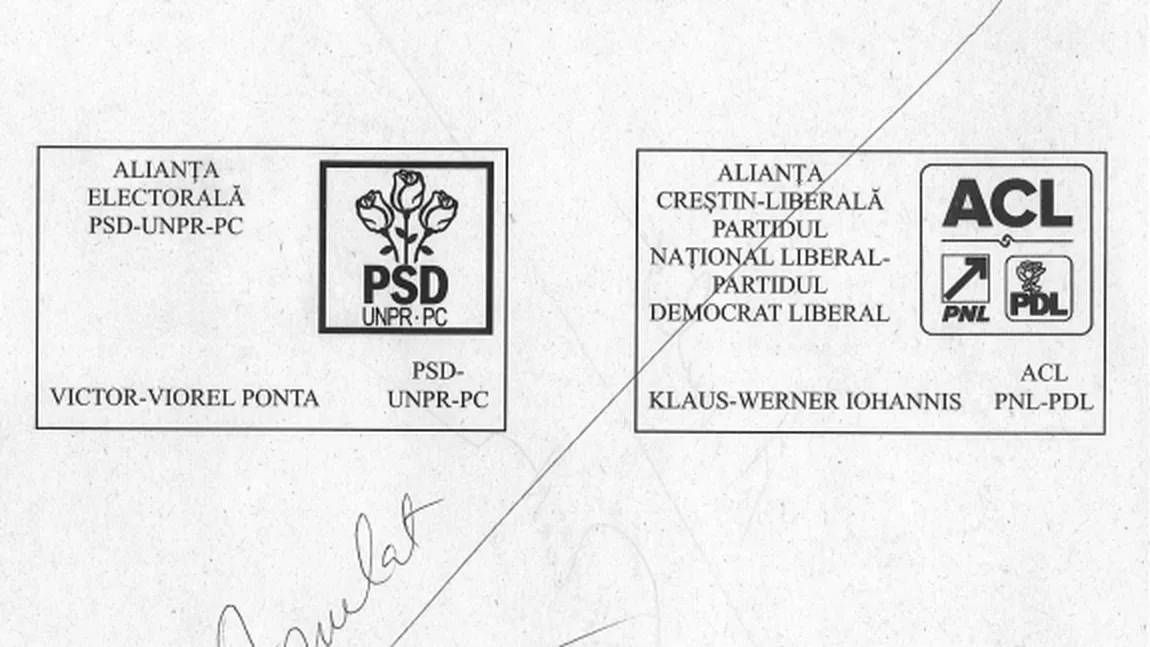 ALIANȚA
ELECTORALĂ
PSD-UNPR-PC
PSD
UNPR·PC
VICTOR-VIOREL PONTA
PSD-
UNPR-PC
ALIANȚA
CREȘTIN-LIBERALĂ
PARTIDUL
NAȚIONAL LIBERAL-
PARTIDUL
DEMOCRAT LIBERAL
ACL
PNL
PDL
KLAUS-WERNER IOHANNIS
ACL
PNL-PDL